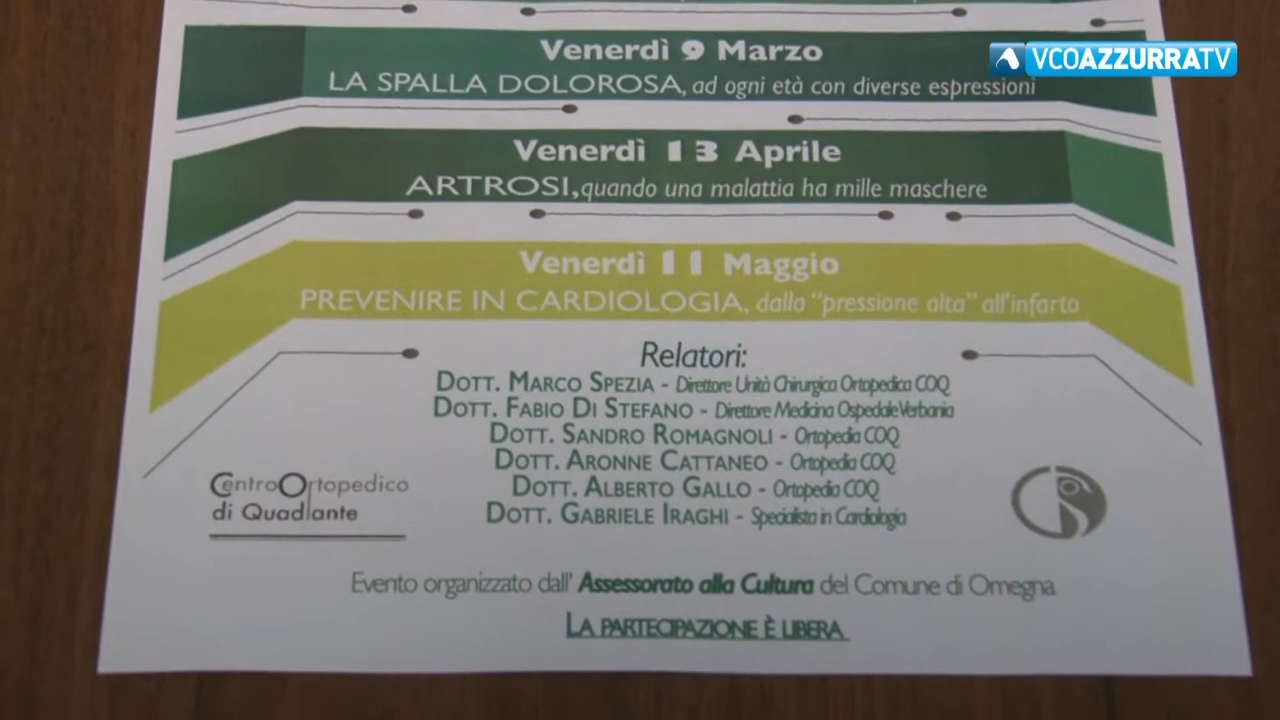 VCOAZZURRATV
Venerdì 9 Marzo
LA SPALLA DOLOROSA, ad ogni età con diverse espressioni
Venerdì 13 Aprile
ARTROSI, quando una malattia ha mille maschere
Venerdì 11 Maggio
PREVENIRE IN CARDIOLOGIA, dalla "pressione alta" all'infarto
Relatori:
DOTT. MARCO SPEZIA - Direttore Unità Chirurgica Ortopedica COQ
DOTT. FABIO DI STEFANO - Direttore Medicina Ospedale Verbania
DOTT. SANDRO ROMAGNOLI - Ortopedia COQ
DOTT. ARONNE CATTANEO - Ortopedia COQ
DOTT. ALBERTO GALLO - Ortopedia COQ
DOTT. GABRIELE IRAGHI - Specialista in Cardiologia
CentroOrtopedico
di Quadrante
Evento organizzato dall' Assessorato alla Cultura del Comune di Omegna
LA PARTECIPAZIONE È LIBERA